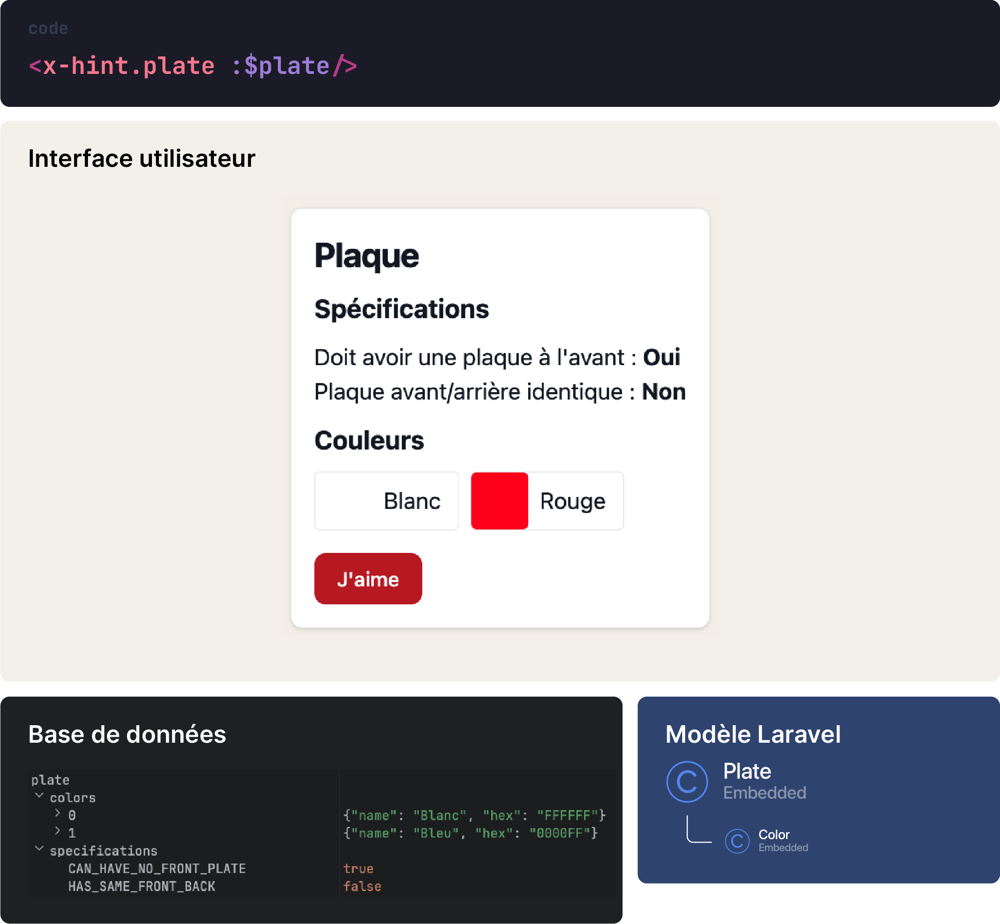 code
<x-hint.plate :$plate/>
Interface utilisateur
Plaque
Spécifications
Doit avoir une plaque à l'avant : Oui
Plaque avant/arrière identique : Non
Couleurs
Blanc Rouge
J'aime
Base de données
plate
colors
0 {"name": "Blanc", "hex": "FFFFFF"}
1 {"name": "Bleu", "hex": "0000FF"}
specifications
CAN_HAVE_NO_FRONT_PLATE true
HAS_SAME_FRONT_BACK false
Modèle Laravel
C Plate
Embedded
C Color
Embedded